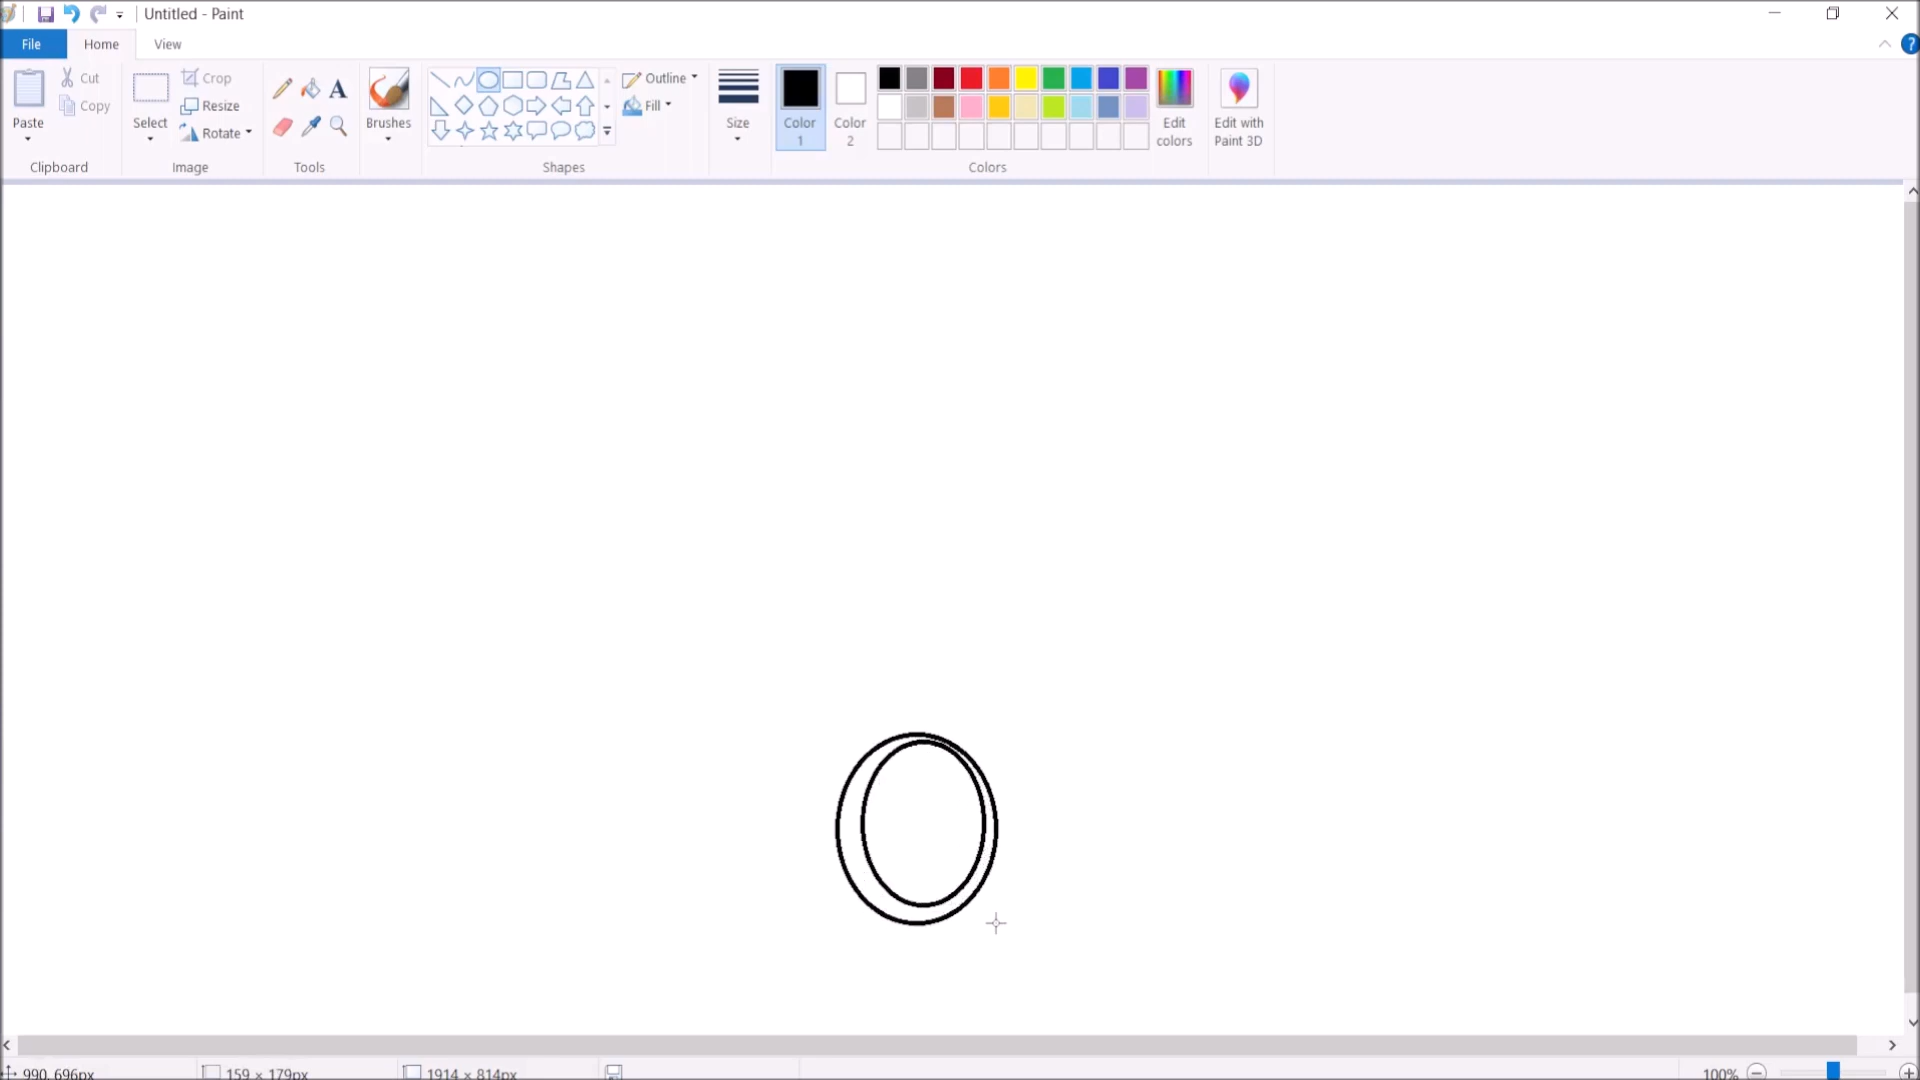 Untitled - Paint
File Home View
Paste
Cut
Copy
Clipboard
Select
Crop
Resize
Rotate
Image
A
Tools
Brushes
Shapes
Outline
Fill
Size
Color
1
Color
2
Edit
colors
Colors
Edit with
Paint 3D
?
990, 696px 159 × 179px 1914 × 814px 100%